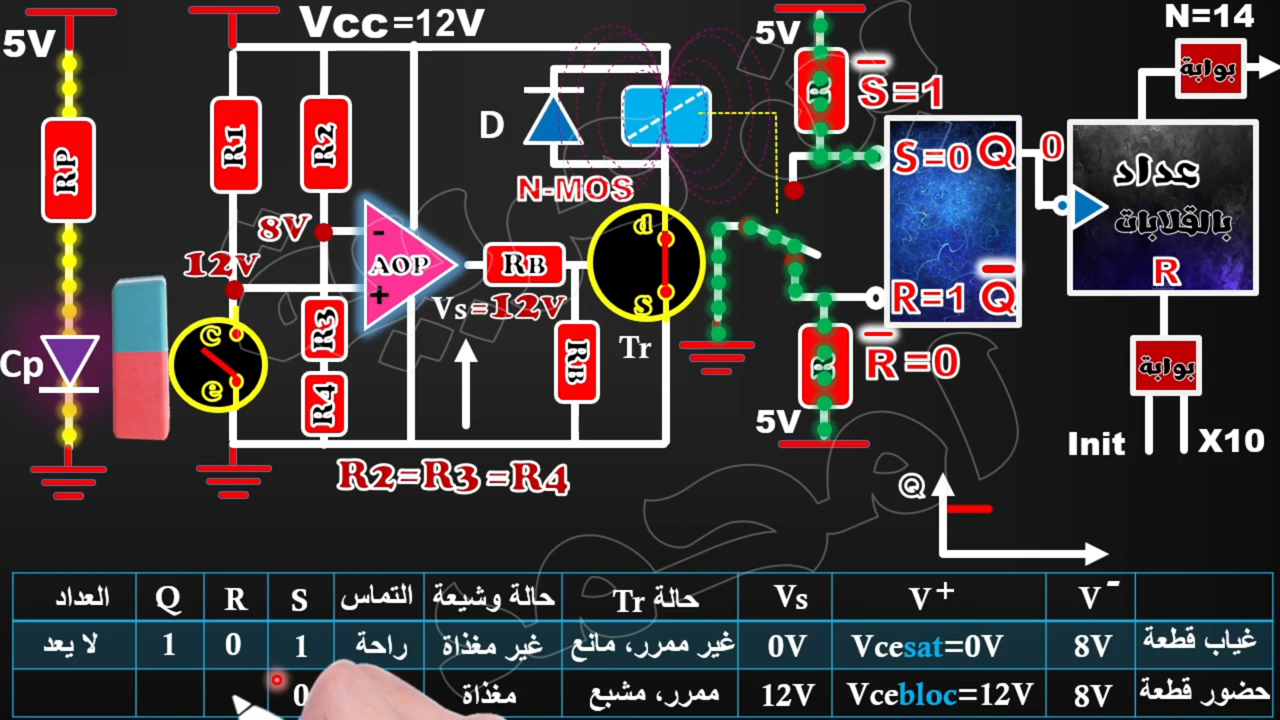 Vcc=12V
N=14
5V
5V
بوابة
R1
R2
D
R
S=1
RP
S=0 Q
0
عداد
بالقلابات
N-MOS
R
8V
-
AOP
+
RB
d
S
12V
Vs=12V
R=1 Q
Cp
c
e
R3
R4
RB
Tr
R
R=0
بوابة
5V
Init
X10
R2=R3=R4
Q
العداد Q R S التماس حالة وشيعة حالة Tr Vs V+ V-
لا يعد 1 0 1 راحة غير مغذاة غير ممرر، مانع 0V Vcesat=0V 8V غياب قطعة
0 مغذاة ممرر، مشبع 12V Vcebloc=12V 8V حضور قطعة